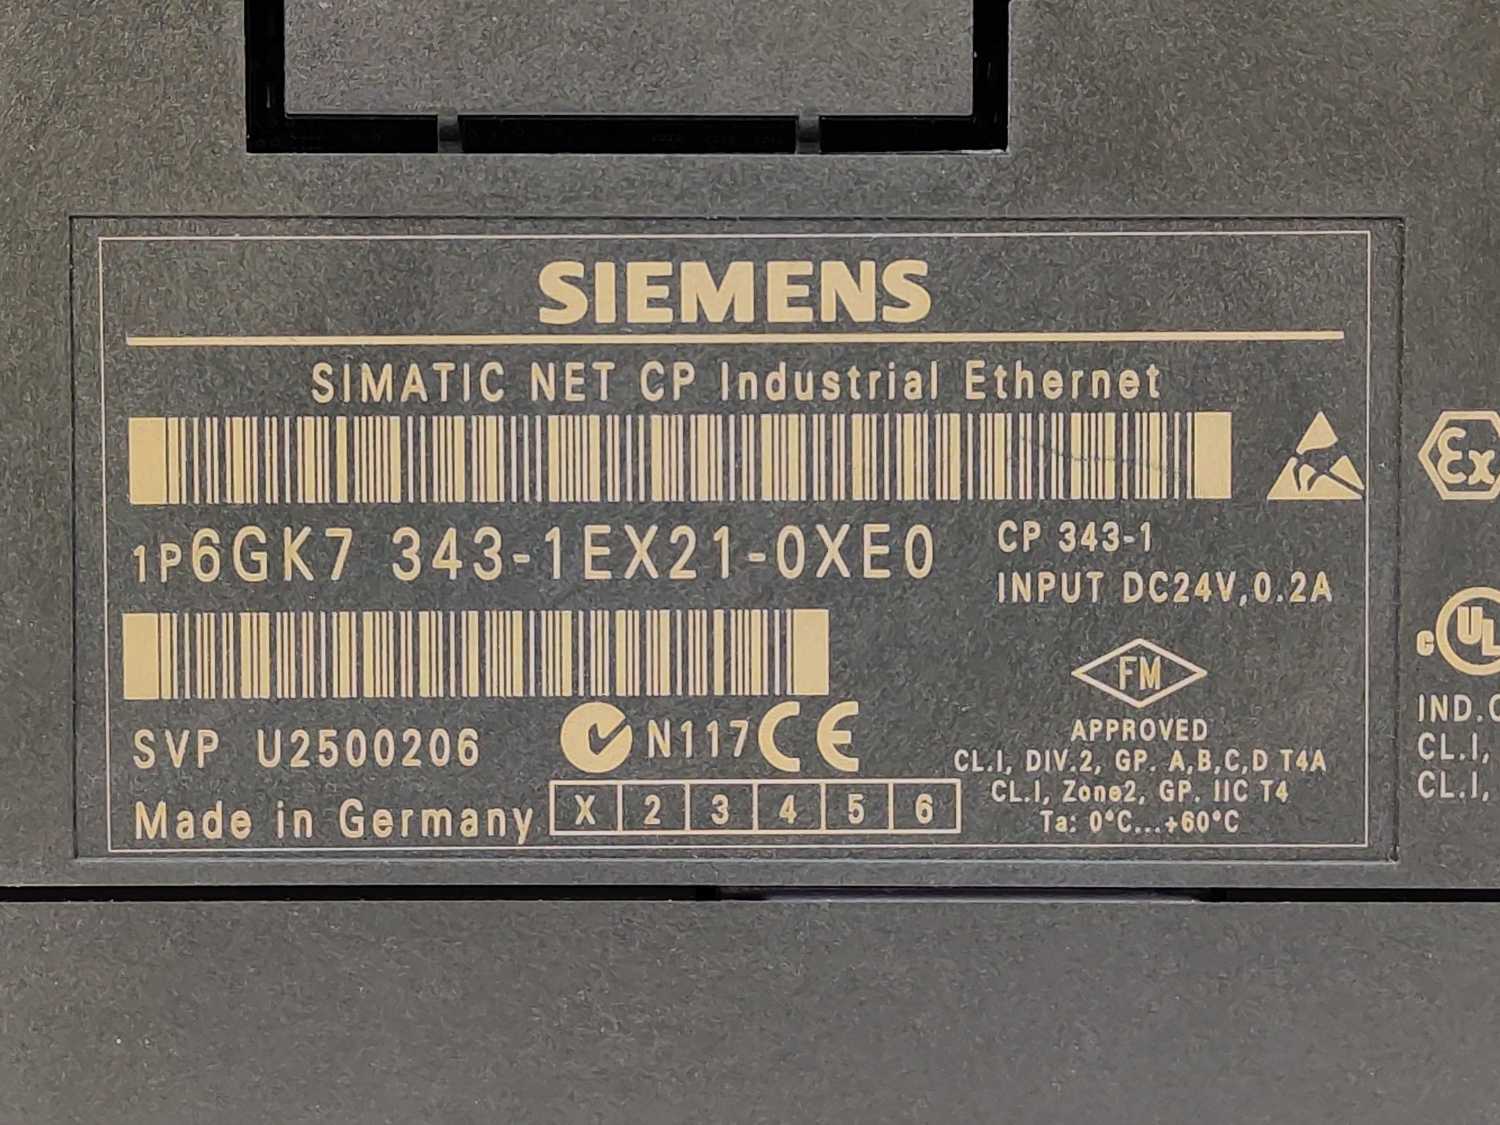 SIEMENS
SIMATIC NET CP Industrial Ethernet
1P6GK7 343-1EX21-0XE0
CP 343-1
INPUT DC24V,0.2A
SVP U2500206
N117 CE
Made in Germany
X 2 3 4 5 6
FM
APPROVED
CL.I, DIV.2, GP. A,B,C,D T4A
CL.I, Zone2, GP. IIC T4
Ta: 0°C...+60°C
Ex
c UL
IND.C
CL.I,
CL.I,